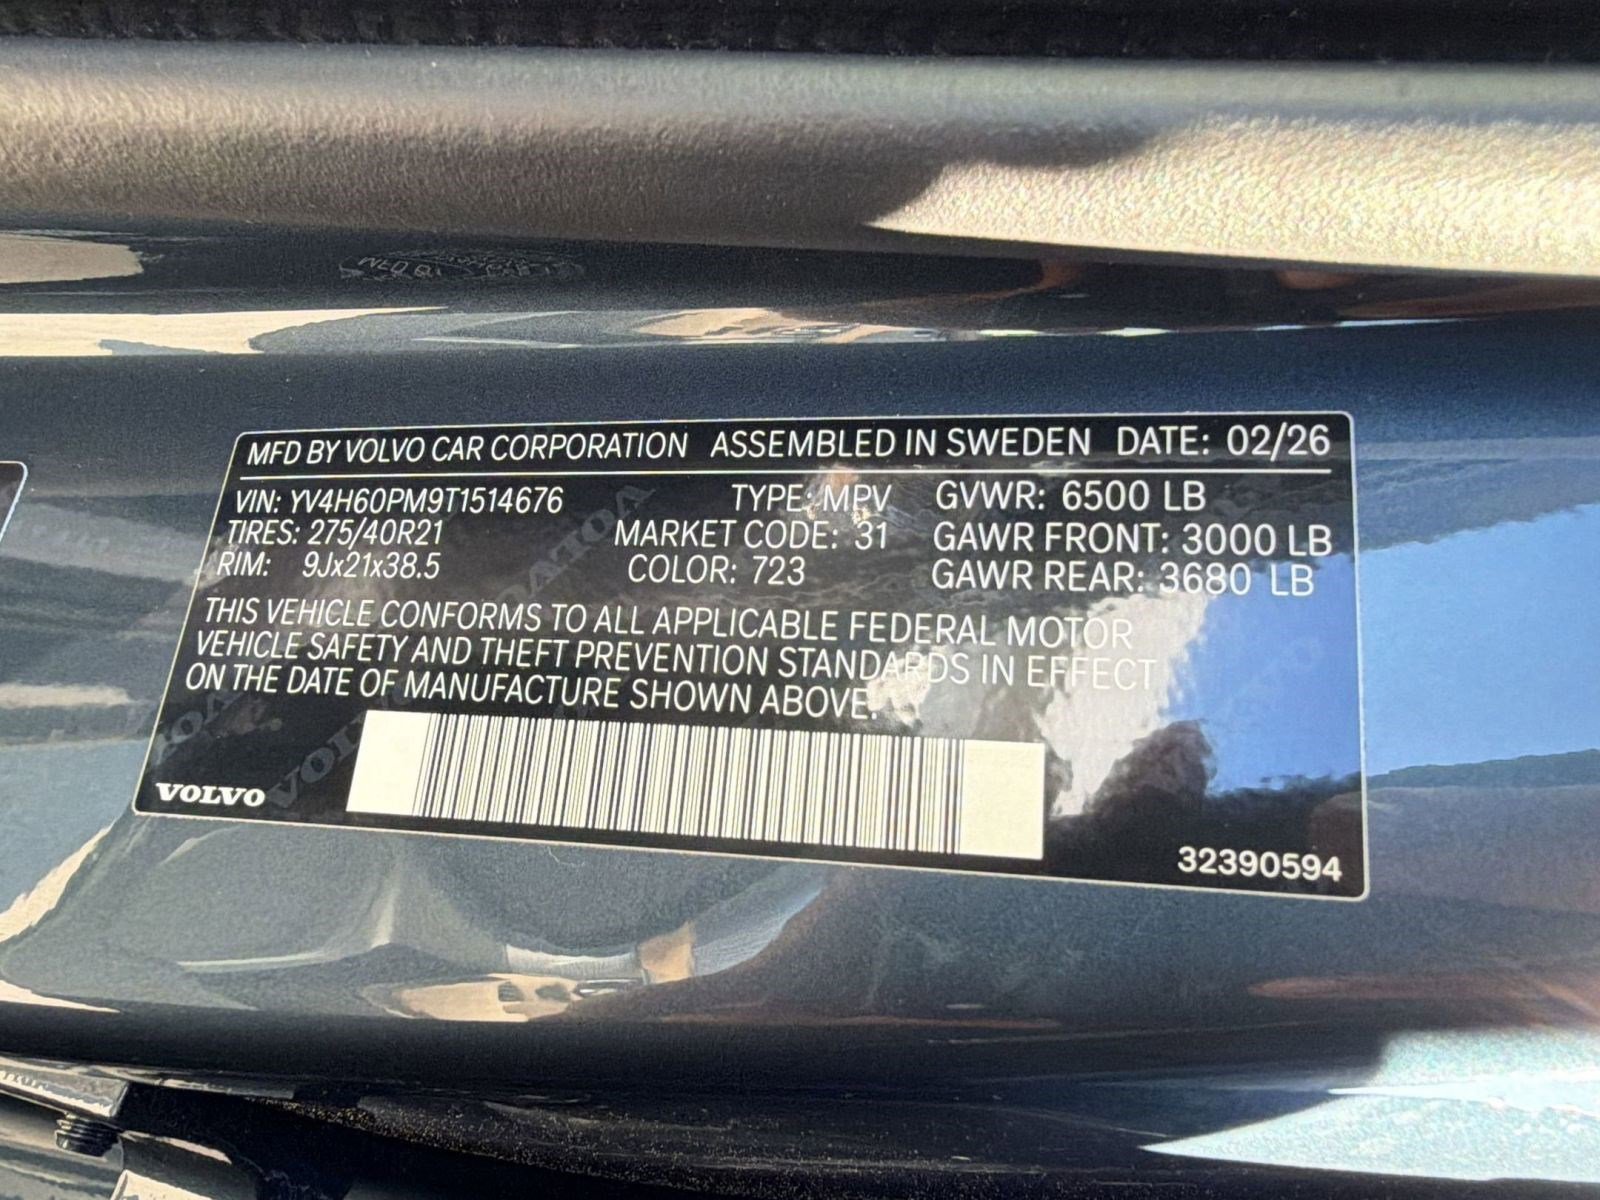 MFD BY VOLVO CAR CORPORATION ASSEMBLED IN SWEDEN DATE: 02/26
VIN: YV4H60PM9T1514676 TYPE: MPV GVWR: 6500 LB
TIRES: 275/40R21 MARKET CODE: 31 GAWR FRONT: 3000 LB
RIM: 9Jx21x38.5 COLOR: 723 GAWR REAR: 3680 LB
THIS VEHICLE CONFORMS TO ALL APPLICABLE FEDERAL MOTOR
VEHICLE SAFETY AND THEFT PREVENTION STANDARDS IN EFFECT
ON THE DATE OF MANUFACTURE SHOWN ABOVE.
VOLVO
32390594